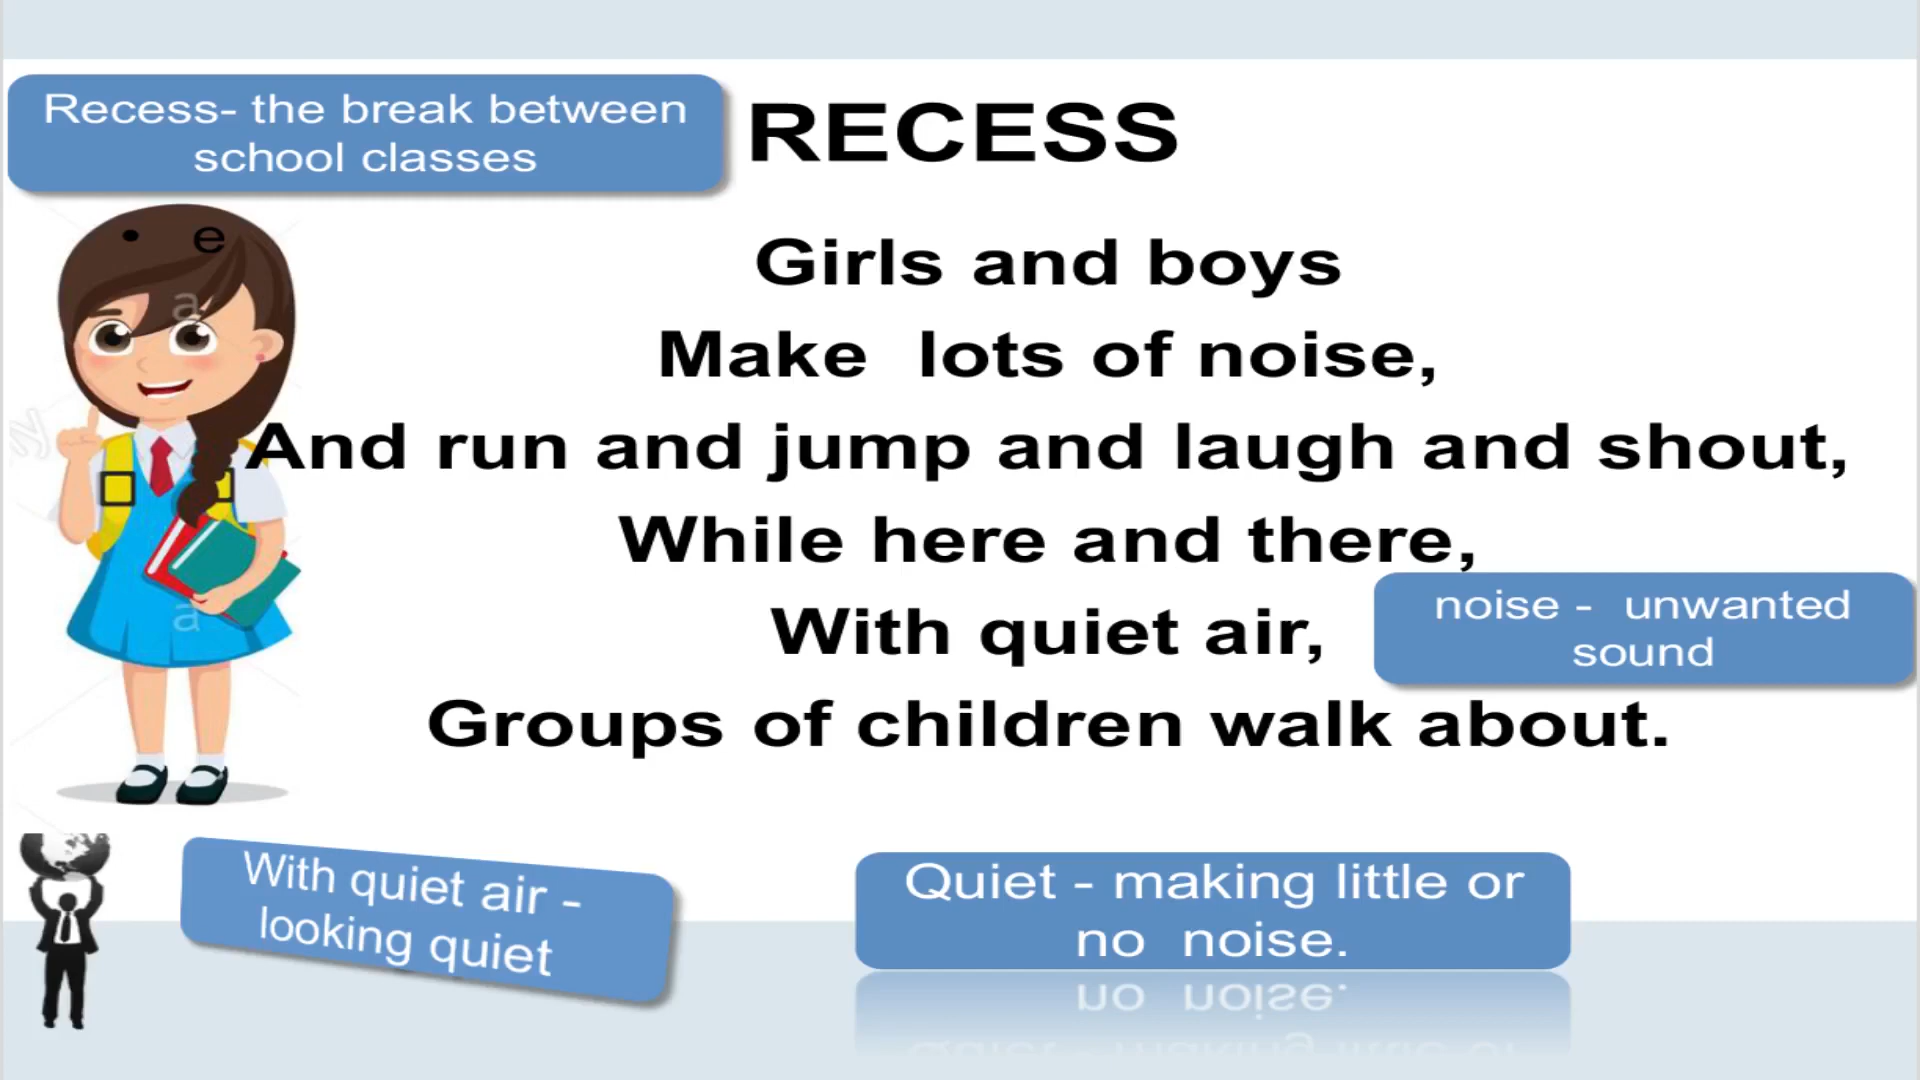 Recess- the break between
school classes
RECESS
• e
Girls and boys
Make lots of noise,
And run and jump and laugh and shout,
While here and there,
With quiet air,
Groups of children walk about.
noise - unwanted
sound
With quiet air -
looking quiet
Quiet - making little or
no noise.